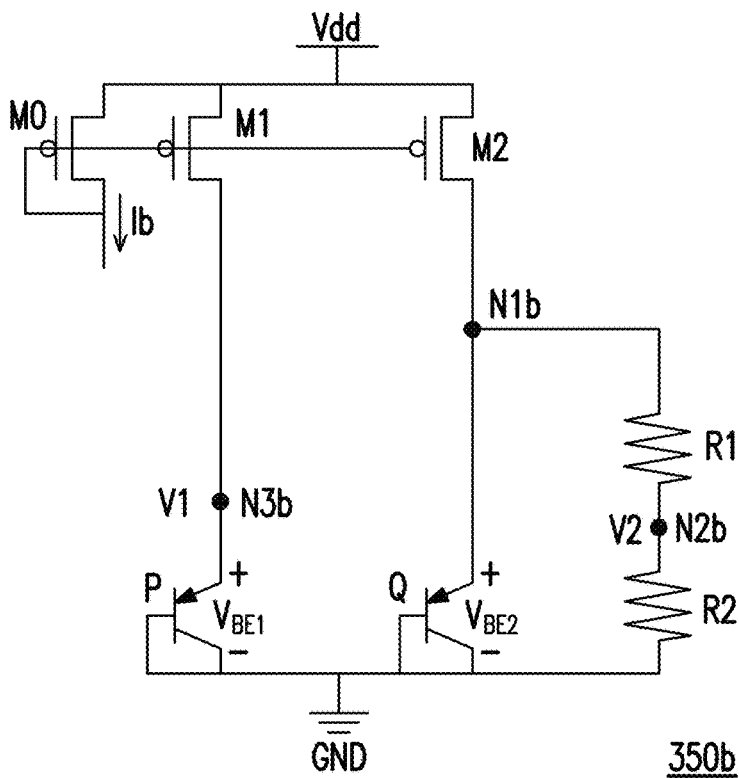 Vdd
M0
M1
M2
Ib
N1b
R1
V1
N3b
V2
N2b
P
+
VBE1
−
Q
+
VBE2
−
R2
GND
350b